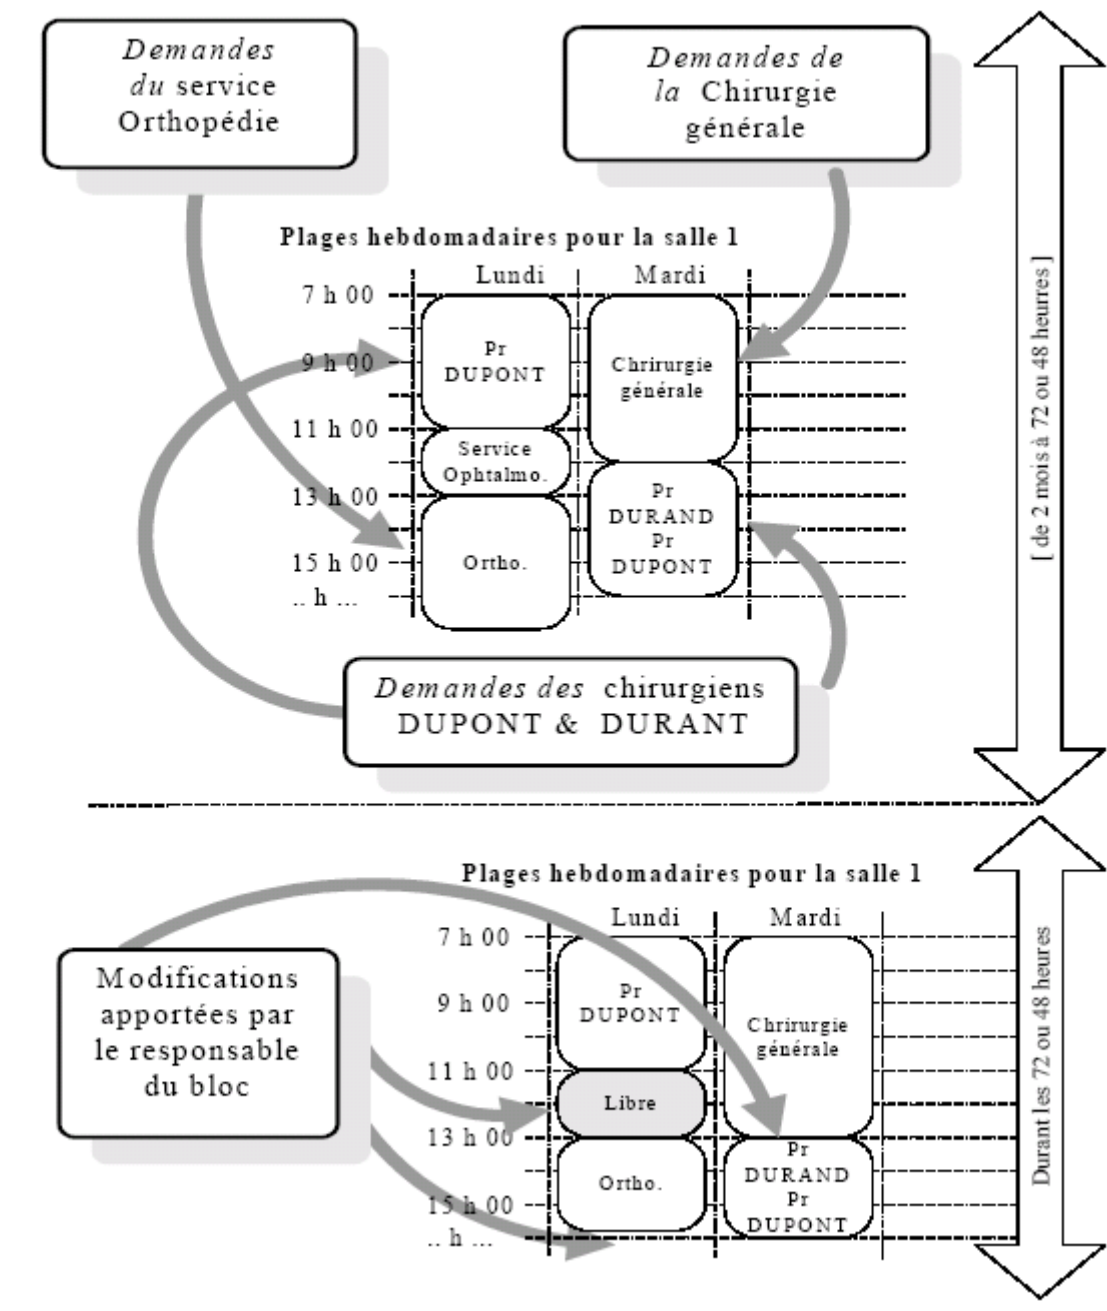 Demandes
du service
Orthopédie
Demandes de
la Chirurgie
générale
Plages hebdomadaires pour la salle 1
Lundi
Mardi
7 h 00
9 h 00
11 h 00
13 h 00
15 h 00
.. h ...
Pr
DUPONT
Service
Ophtalmo.
Ortho.
Chrirurgie
générale
Pr
DURAND
Pr
DUPONT
Demandes des chirurgiens
DUPONT & DURANT
[ de 2 mois à 72 ou 48 heurres ]
Plages hebdomadaires pour la salle 1
Lundi
Mardi
7 h 00
9 h 00
11 h 00
13 h 00
15 h 00
.. h ...
Modifications
apportées par
le responsable
du bloc
Pr
DUPONT
Libre
Ortho.
Chrirurgie
générale
Pr
DURAND
Pr
DUPONT
Durant les 72 ou 48 heures